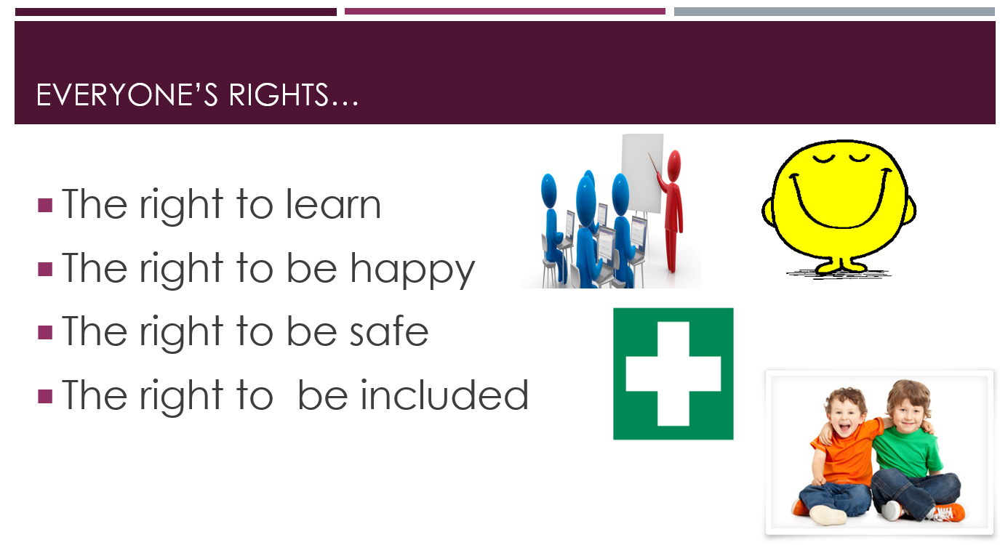 EVERYONE’S RIGHTS…
The right to learn
The right to be happy
The right to be safe
The right to  be included